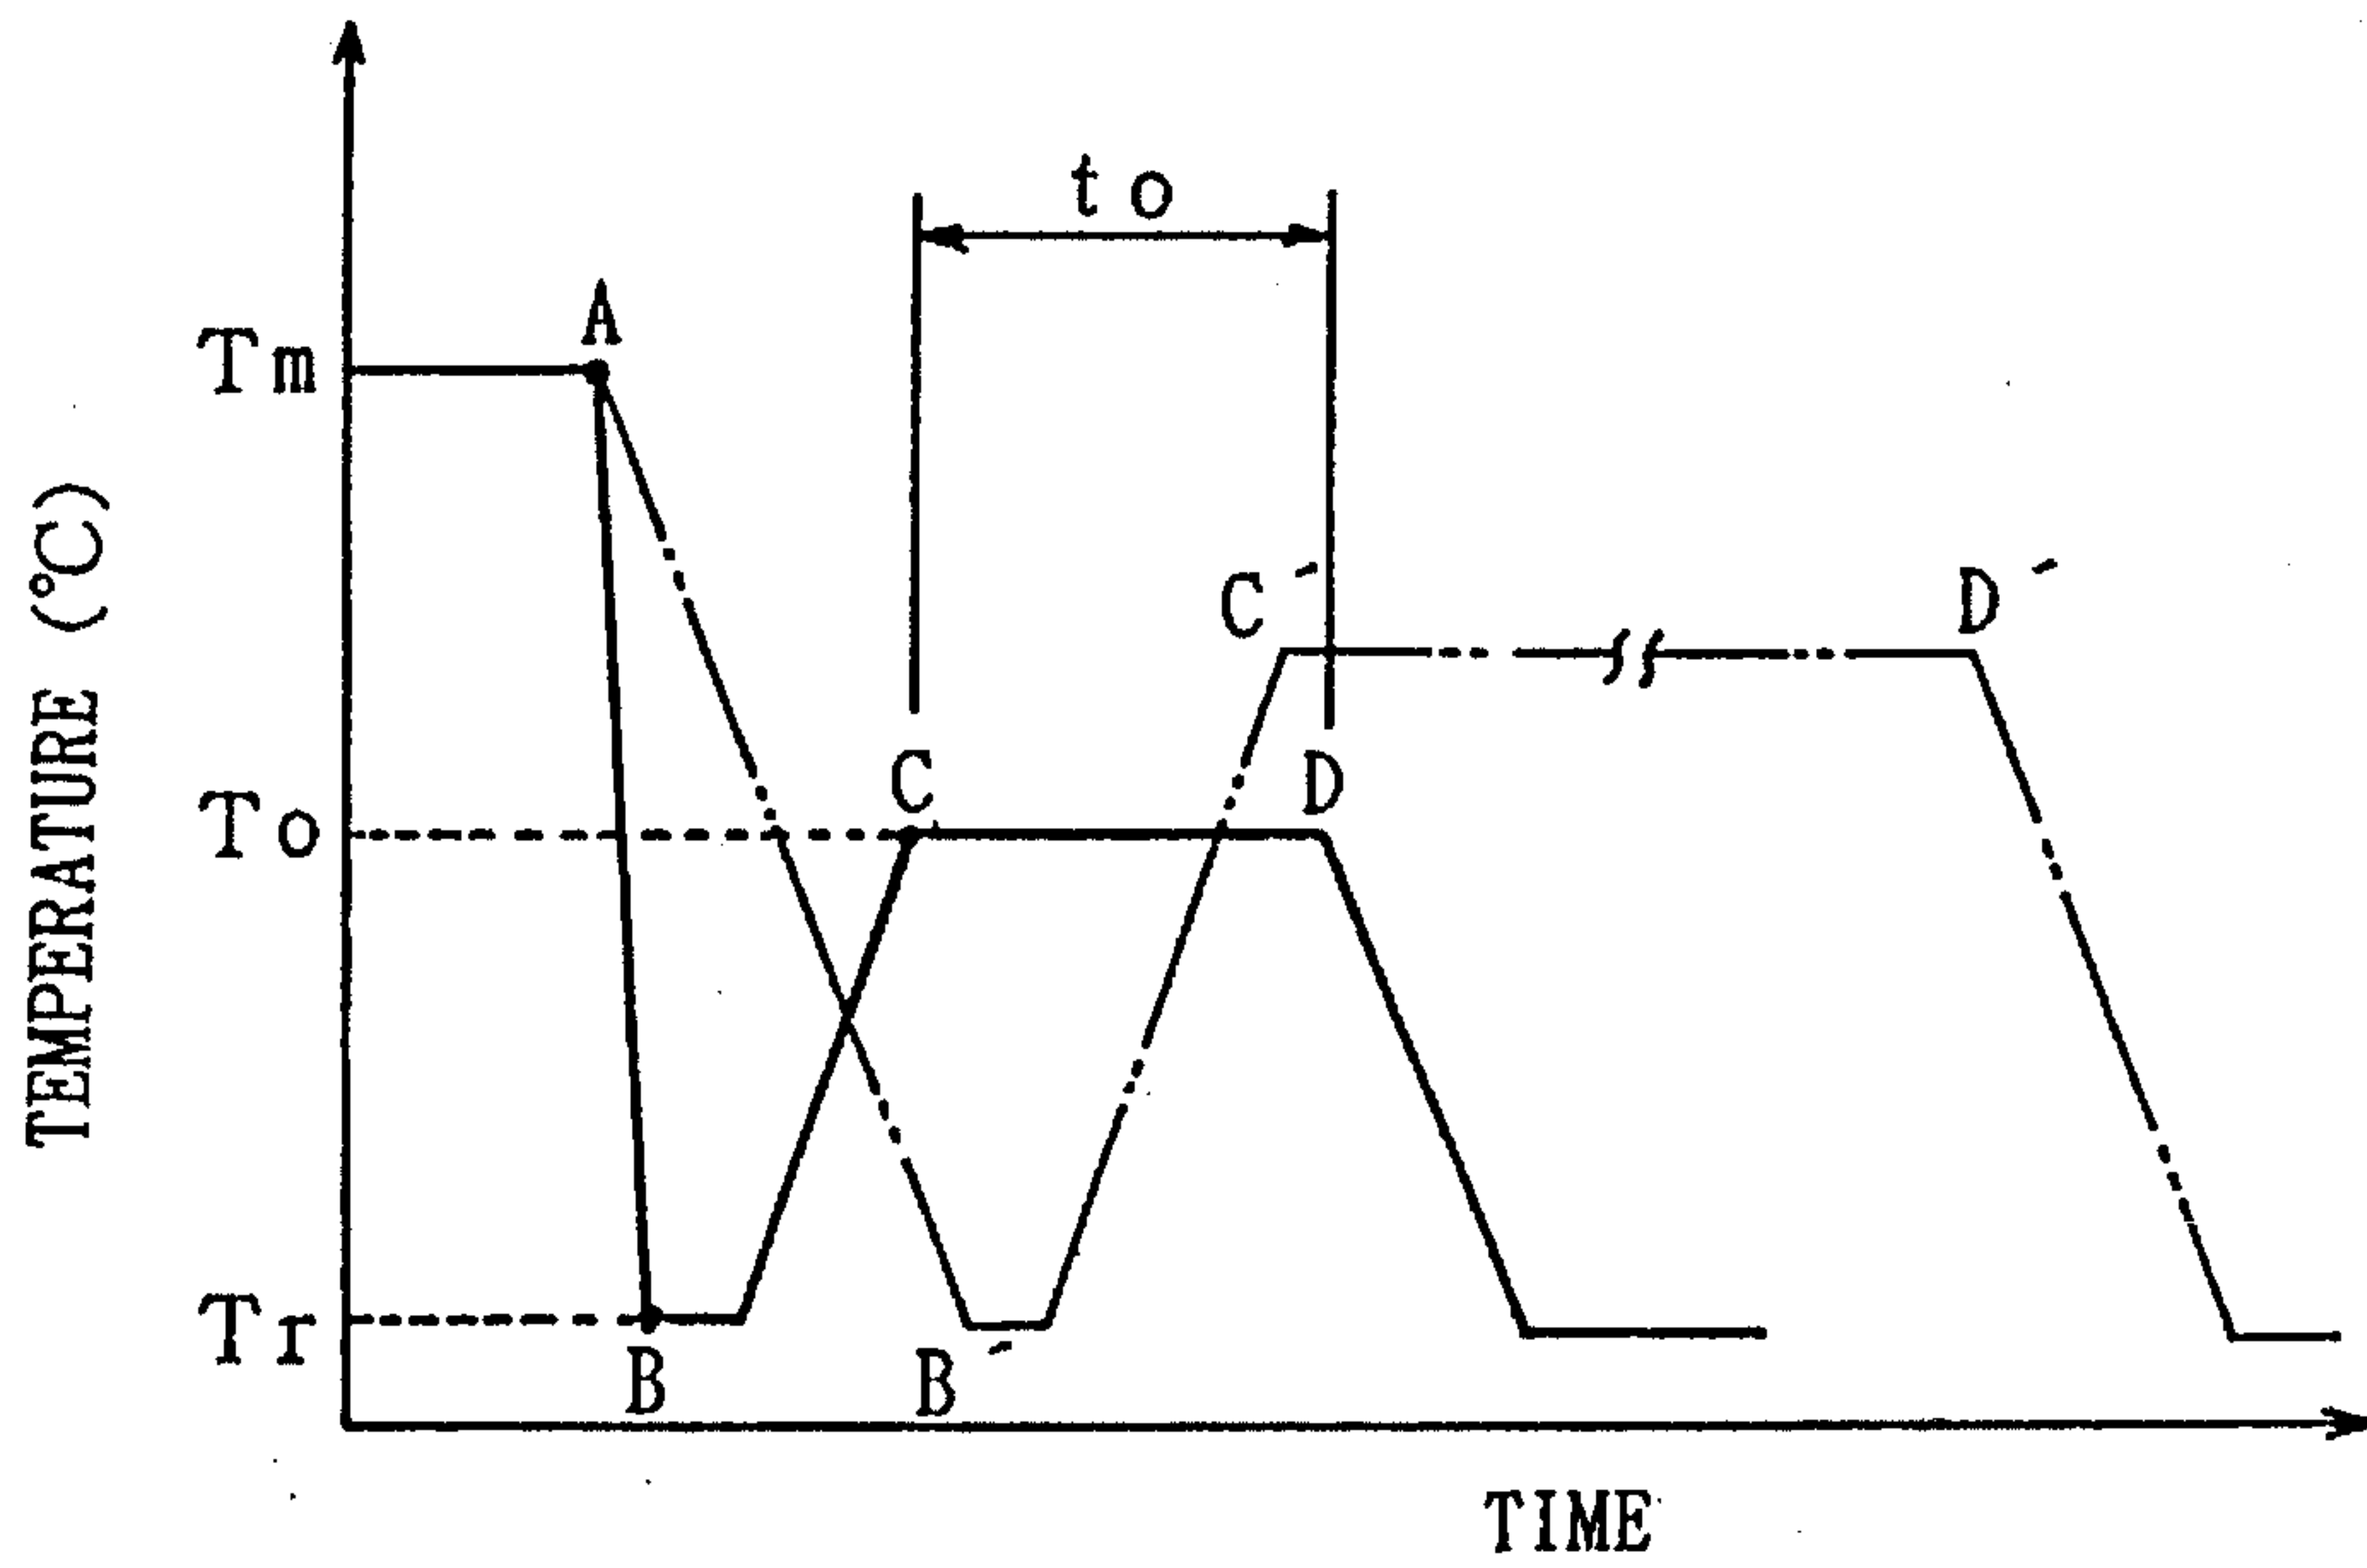 to
A
Tm
C´
D´
C
D
To
TEMPERATURE (°C)
Tr
B
B´
TIME